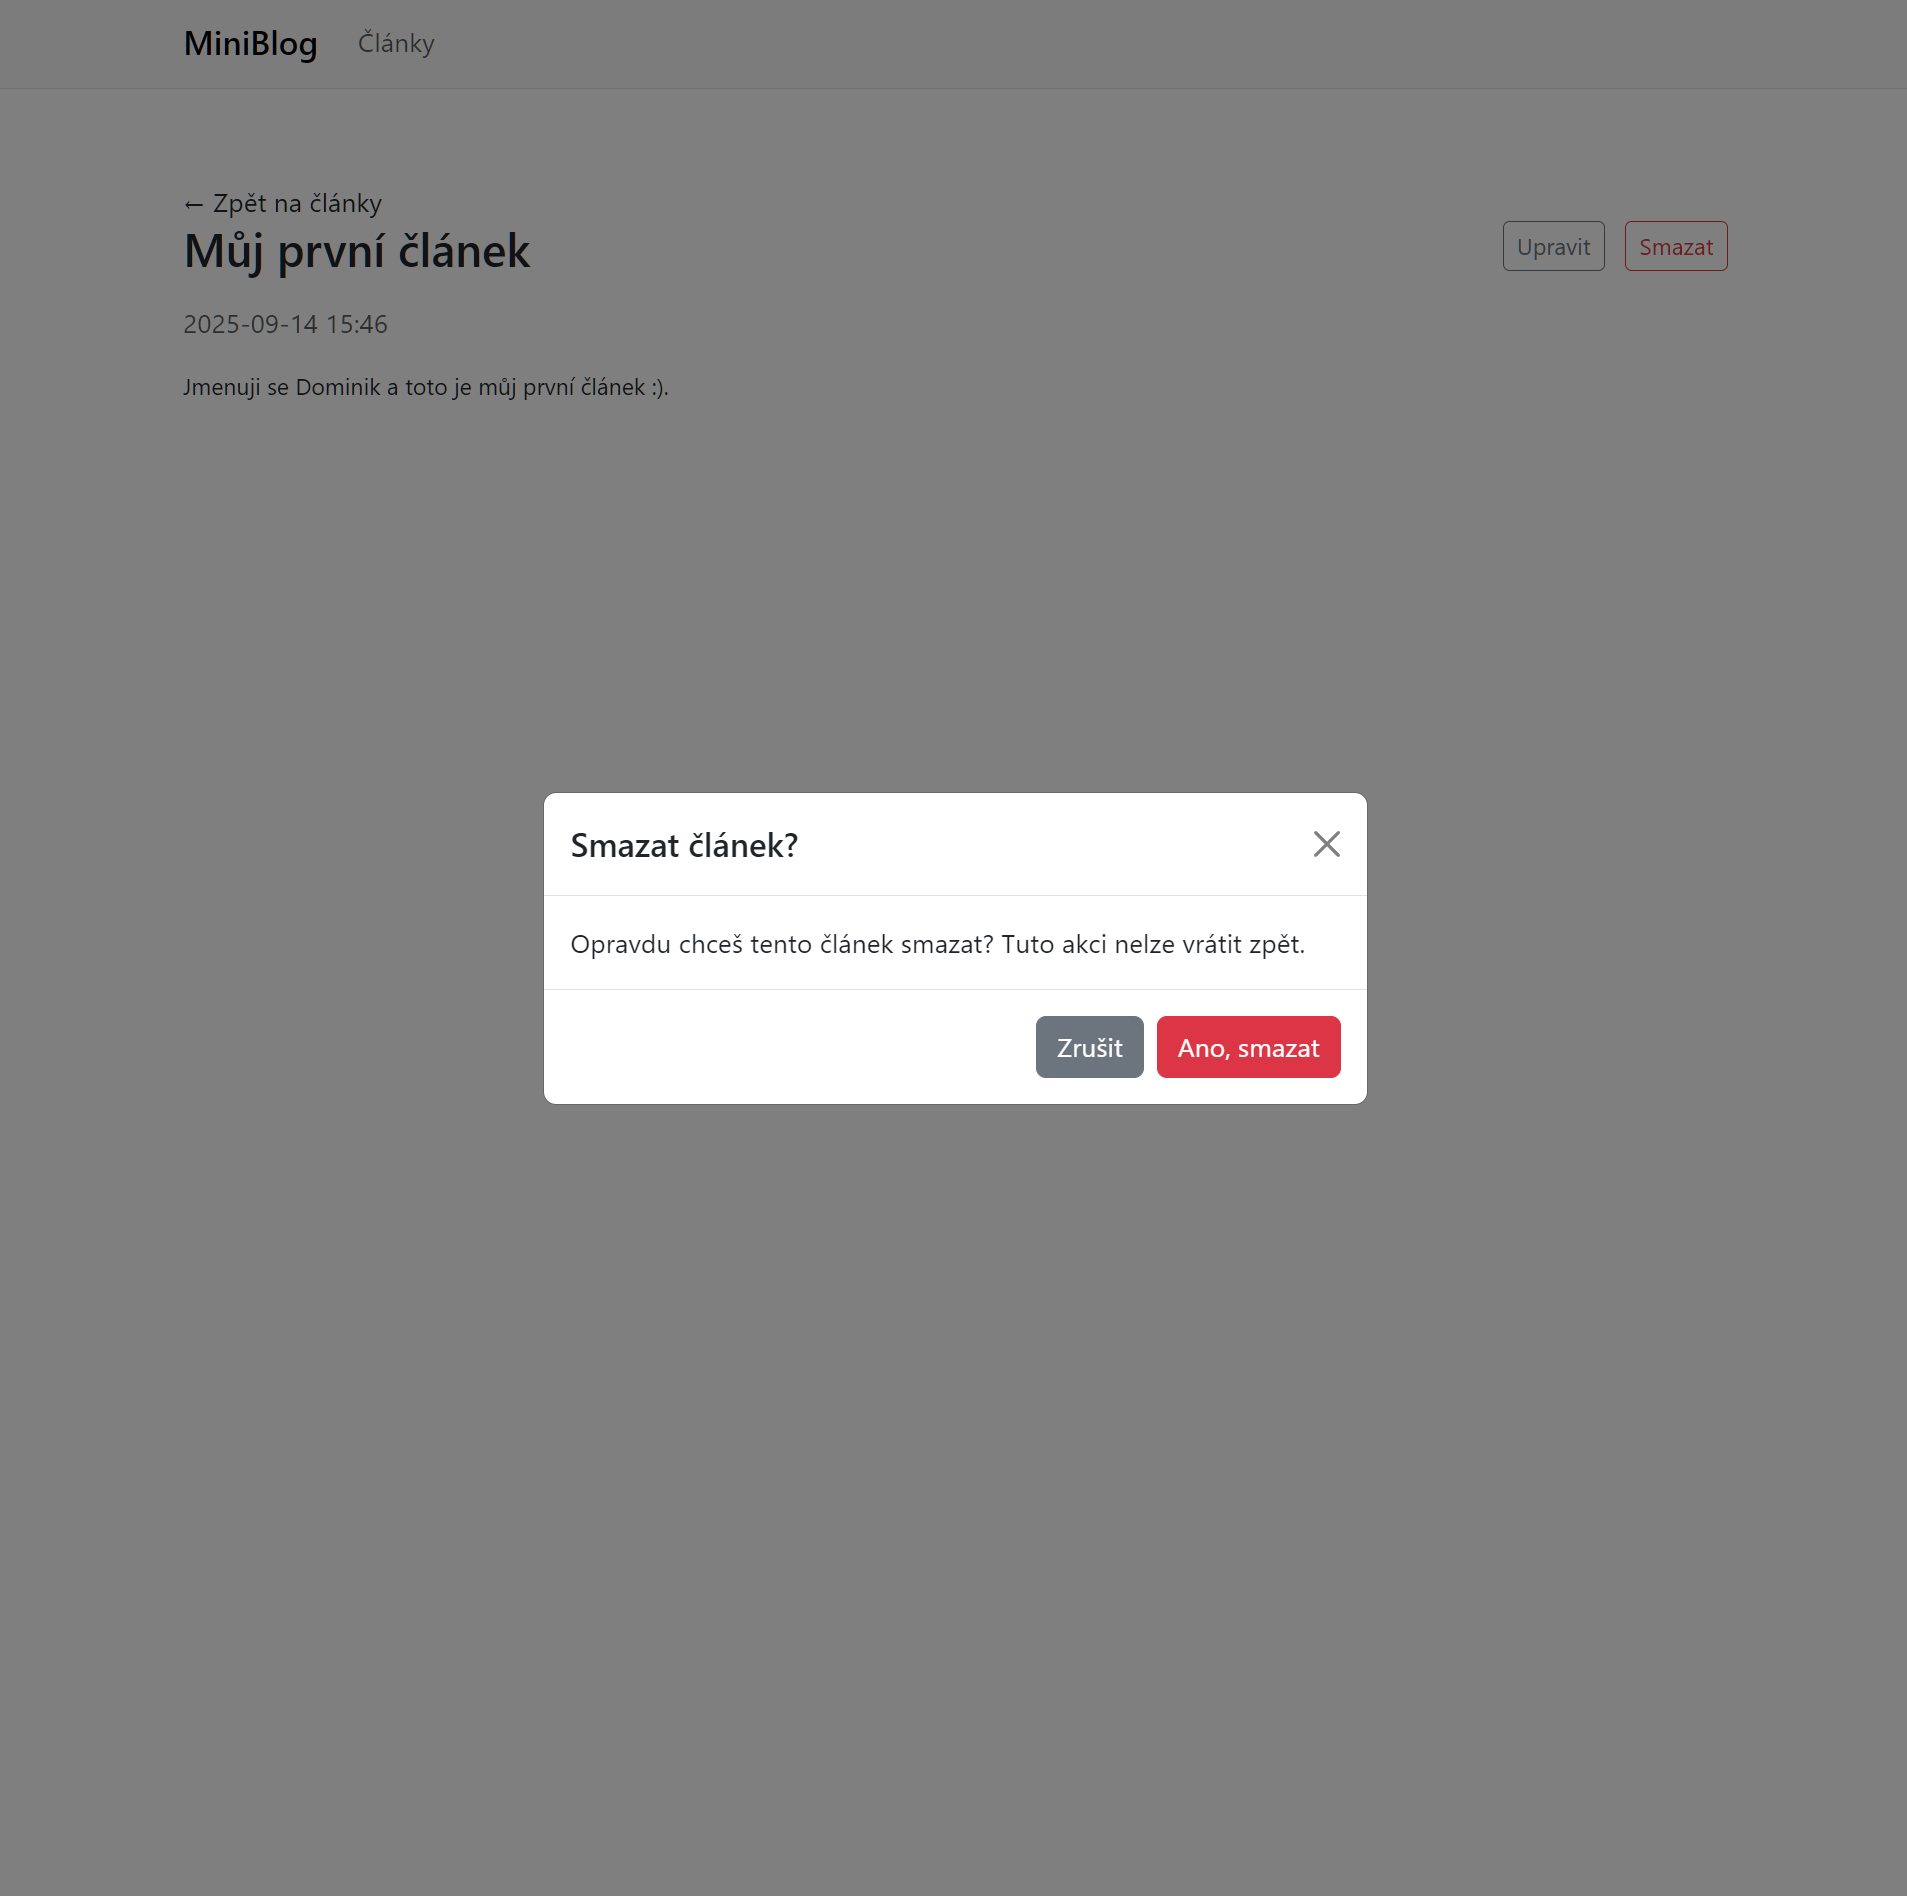 MiniBlog Články
← Zpět na články
Můj první článek
Upravit Smazat
2025-09-14 15:46
Jmenuji se Dominik a toto je můj první článek :).
Smazat článek?
Opravdu chceš tento článek smazat? Tuto akci nelze vrátit zpět.
Zrušit Ano, smazat